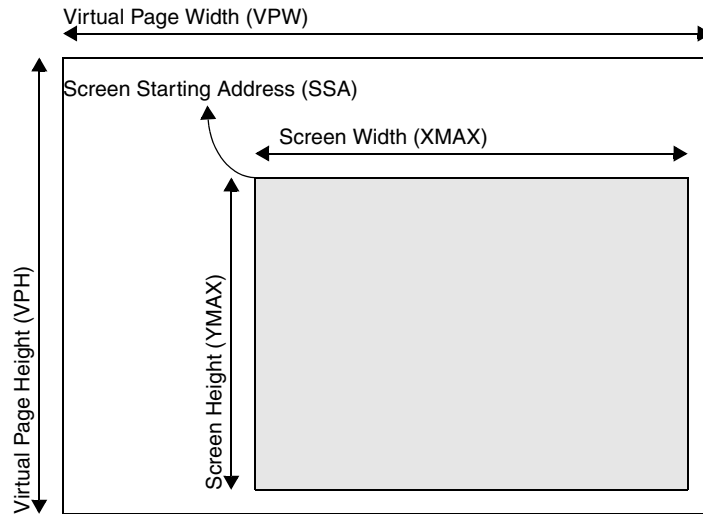 Virtual Page Width (VPW)
Screen Starting Address (SSA)
Screen Width (XMAX)
Virtual Page Height (VPH)
Screen Height (YMAX)